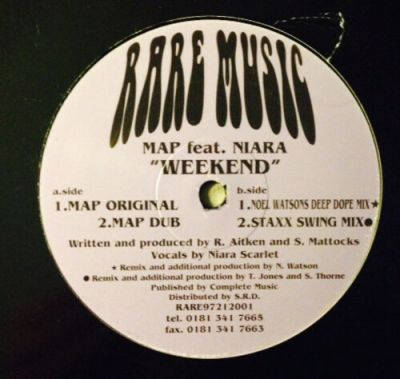 RARE MUSIC
MAP feat. NIARA
"WEEKEND"
a.side
1.MAP ORIGINAL
2.MAP DUB
b.side
1.NOEL WATSONS DEEP DOPE MIX★
2.STAXX SWING MIX●
Written and produced by R. Aitken and S. Mattocks
Vocals by Niara Scarlet
★ Remix and additional production by N. Watson
● Remix and additional production by T. Jones and S. Thorne
Published by Complete Music
Distributed by S.R.D.
RARE97212001
tel. 0181 341 7665
fax. 0181 341 7663